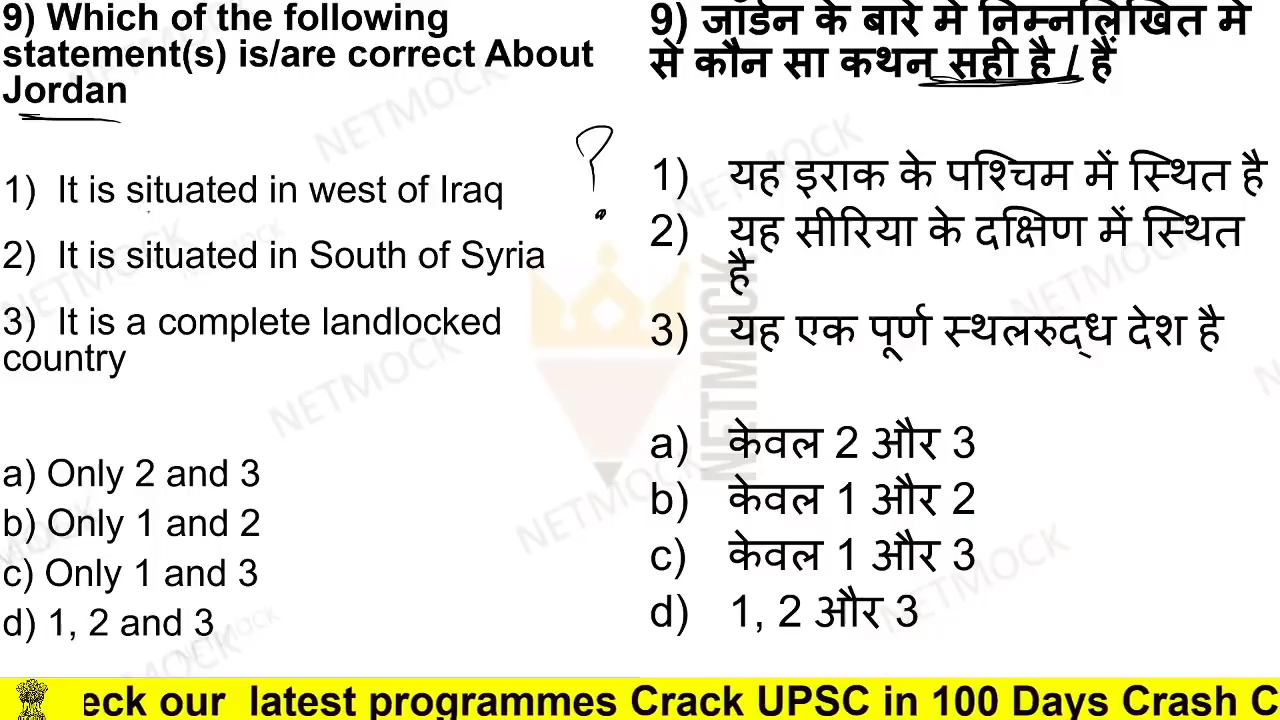 9) Which of the following
statement(s) is/are correct About
Jordan
1) It is situated in west of Iraq
2) It is situated in South of Syria
3) It is a complete landlocked
country
a) Only 2 and 3
b) Only 1 and 2
c) Only 1 and 3
d) 1, 2 and 3
?
9) जॉर्डन के बारे में निम्नलिखित में
से कौन सा कथन सही है / हैं
1) यह इराक के पश्चिम में स्थित है
2) यह सीरिया के दक्षिण में स्थित
है
3) यह एक पूर्ण स्थलरुद्ध देश है
a) केवल 2 और 3
b) केवल 1 और 2
c) केवल 1 और 3
d) 1, 2 और 3
NETMOCK
eck our latest programmes Crack UPSC in 100 Days Crash C